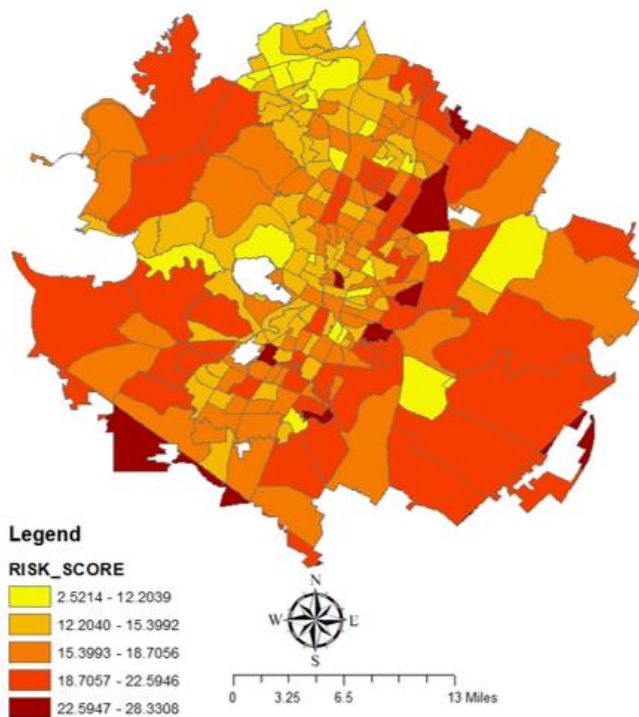 Legend
RISK_SCORE
2.5214 - 12.2039
12.2040 - 15.3992
15.3993 - 18.7056
18.7057 - 22.5946
22.5947 - 28.3308
N
W E
S
0 3.25 6.5 13 Miles